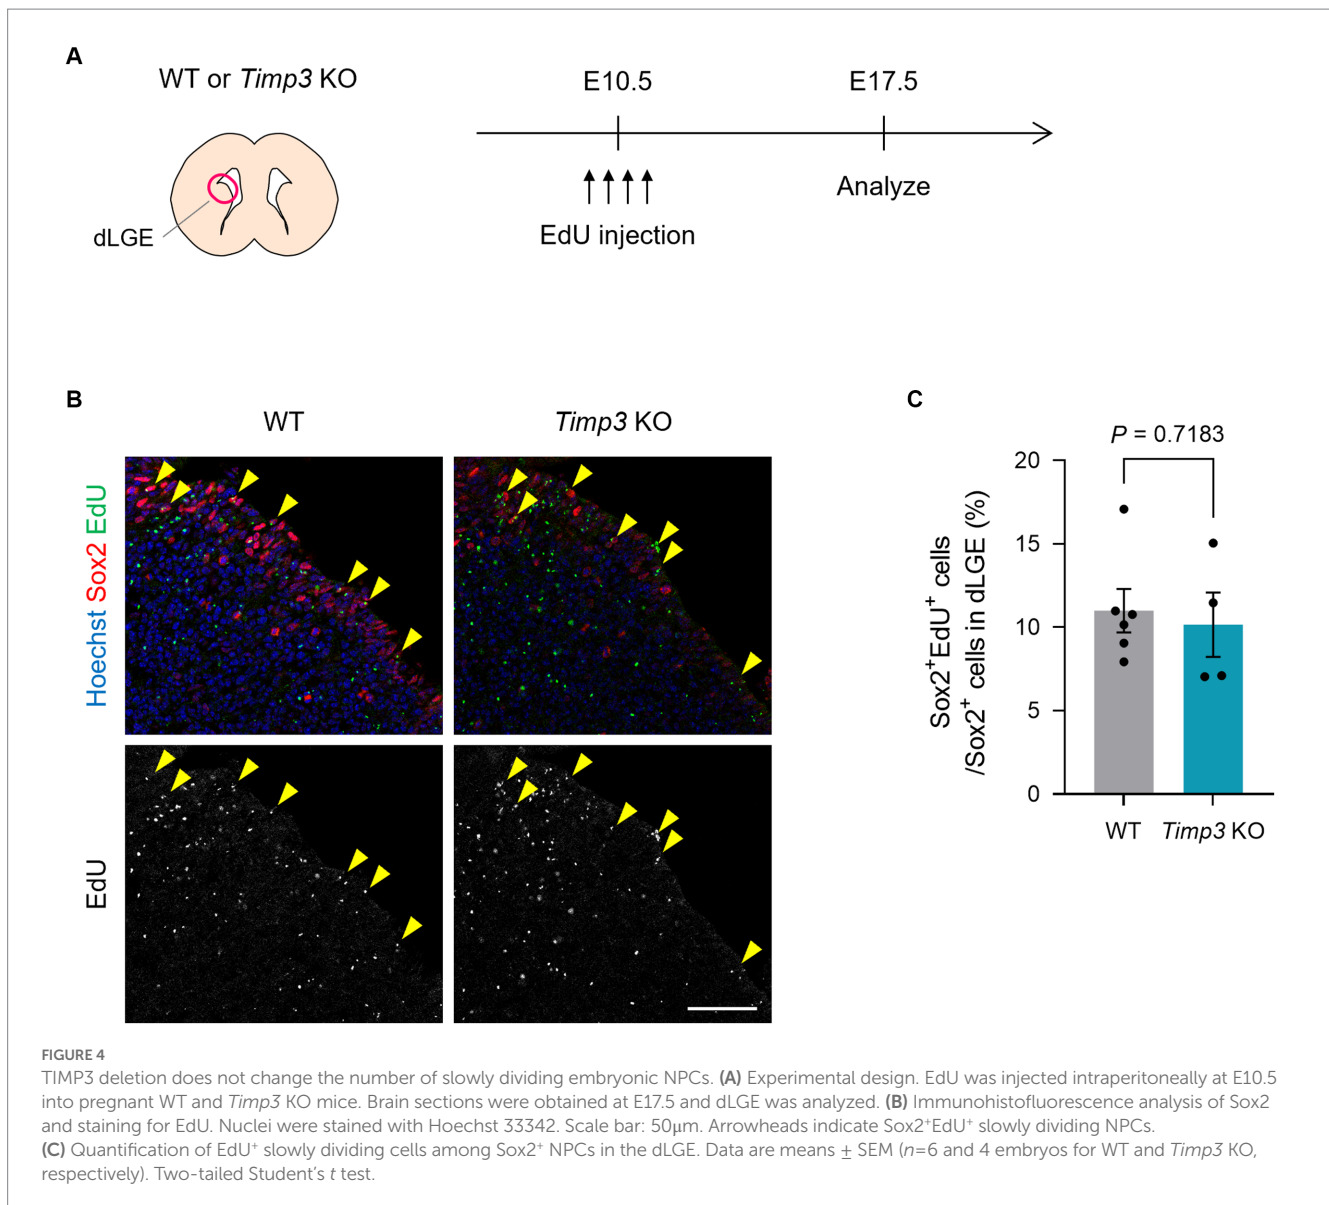 A
WT or Timp3 KO
dLGE
E10.5
E17.5
EdU injection
Analyze
B
WT
Timp3 KO
Hoechst Sox2 EdU
EdU
C
P = 0.7183
Sox2⁺EdU⁺ cells
/Sox2⁺ cells in dLGE (%)
20
15
10
5
0
WT
Timp3 KO
FIGURE 4
TIMP3 deletion does not change the number of slowly dividing embryonic NPCs. (A) Experimental design. EdU was injected intraperitoneally at E10.5
into pregnant WT and Timp3 KO mice. Brain sections were obtained at E17.5 and dLGE was analyzed. (B) Immunohistofluorescence analysis of Sox2
and staining for EdU. Nuclei were stained with Hoechst 33342. Scale bar: 50μm. Arrowheads indicate Sox2⁺EdU⁺ slowly dividing NPCs.
(C) Quantification of EdU⁺ slowly dividing cells among Sox2⁺ NPCs in the dLGE. Data are means ± SEM (n=6 and 4 embryos for WT and Timp3 KO,
respectively). Two-tailed Student's t test.